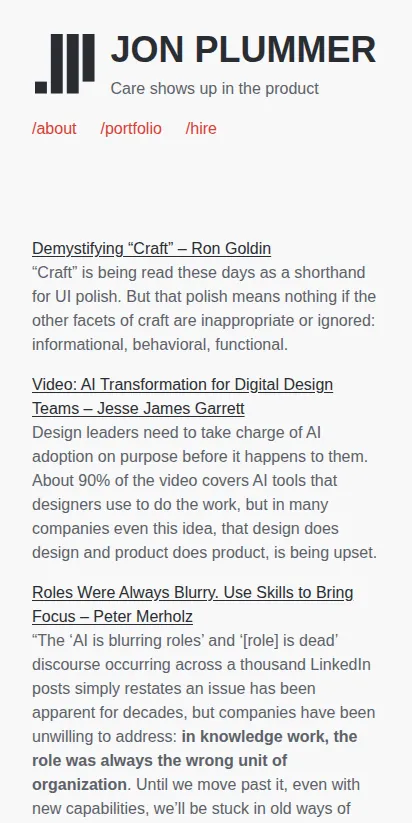 JON PLUMMER
Care shows up in the product
/about /portfolio /hire
Demystifying “Craft” – Ron Goldin
“Craft” is being read these days as a shorthand
for UI polish. But that polish means nothing if the
other facets of craft are inappropriate or ignored:
informational, behavioral, functional.
Video: AI Transformation for Digital Design
Teams – Jesse James Garrett
Design leaders need to take charge of AI
adoption on purpose before it happens to them.
About 90% of the video covers AI tools that
designers use to do the work, but in many
companies even this idea, that design does
design and product does product, is being upset.
Roles Were Always Blurry. Use Skills to Bring
Focus – Peter Merholz
“The ‘AI is blurring roles’ and ‘[role] is dead’
discourse occurring across a thousand LinkedIn
posts simply restates an issue has been
apparent for decades, but companies have been
unwilling to address: in knowledge work, the
role was always the wrong unit of
organization. Until we move past it, even with
new capabilities, we’ll be stuck in old ways of